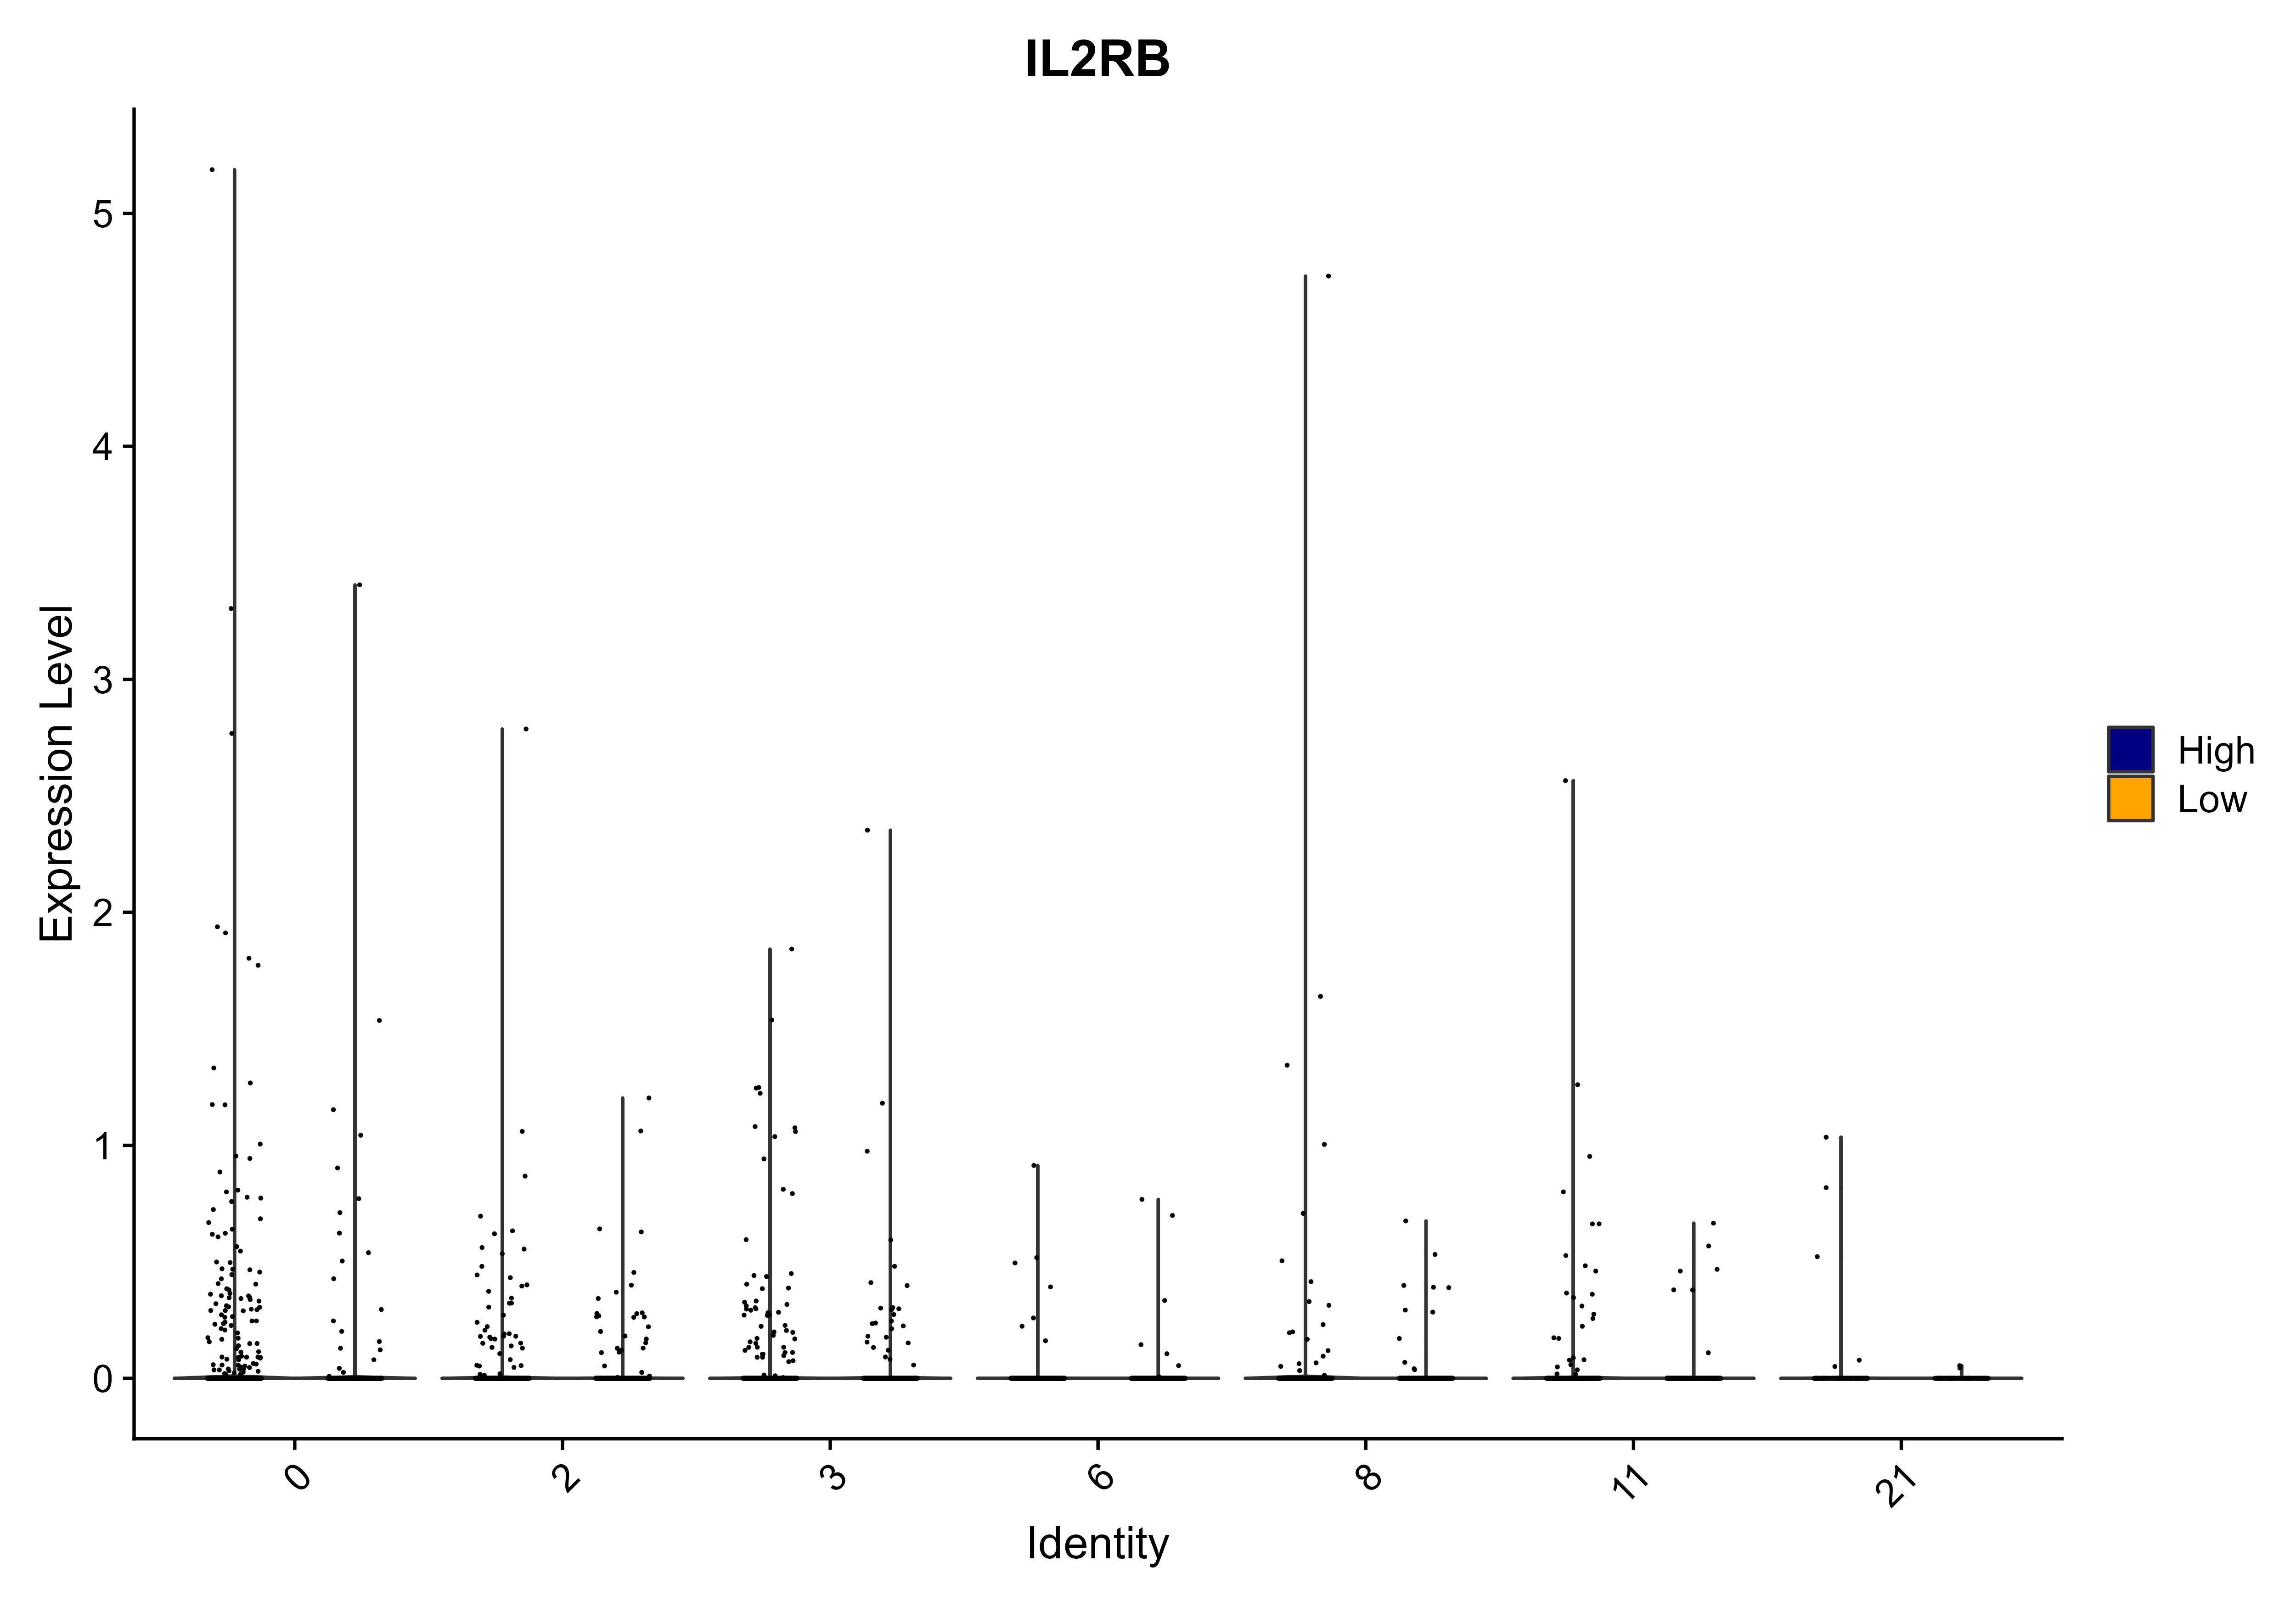 IL2RB
Expression Level
5
4
3
2
1
0
0 2 3 6 8 11 21
Identity
High
Low